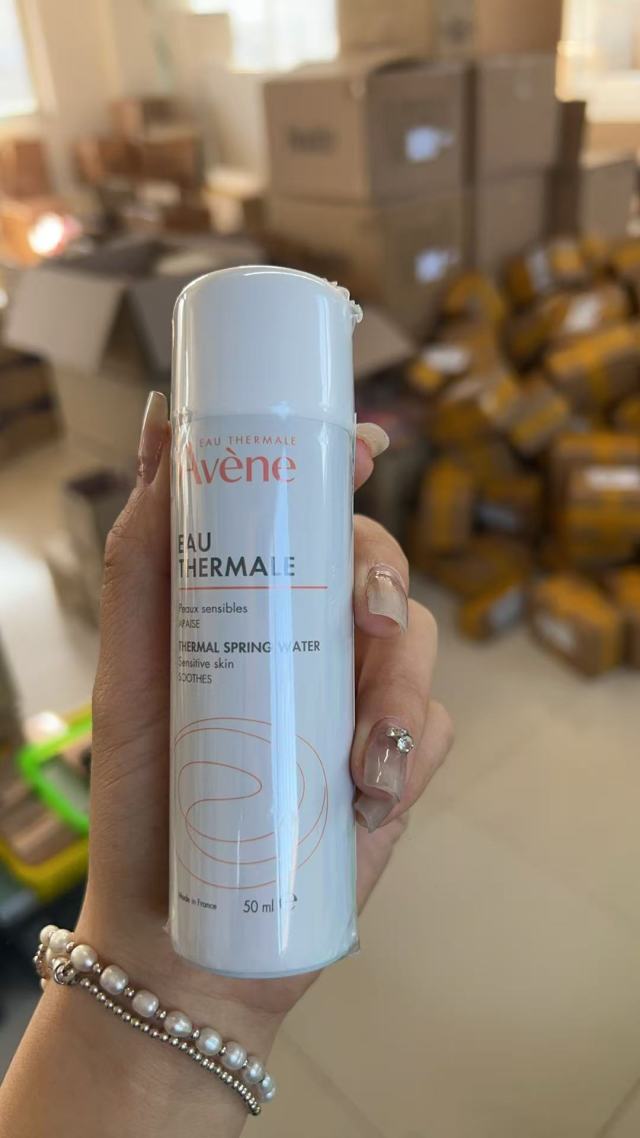 EAU THERMALE
Avène
EAU
THERMALE
Peaux sensibles
APAISE
THERMAL SPRING WATER
Sensitive skin
SOOTHES
Made in France
50 ml e